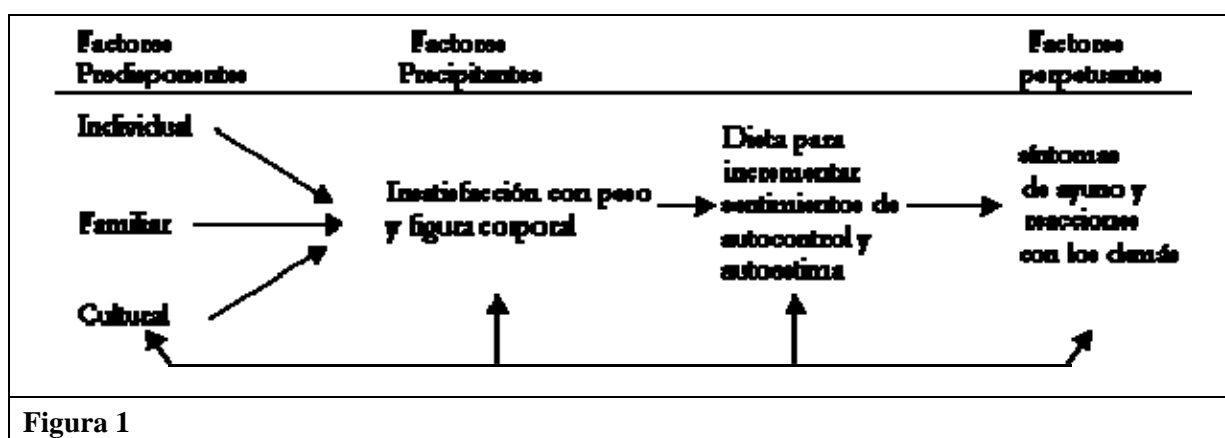 Factores
Predisponentes
Factores
Precipitantes
Factores
perpetuantes
Individual
Familiar
Cultural
Insatisfacción con peso
y figura corporal
Dieta para
incrementar
sentimientos de
autocontrol y
autoestima
síntomas
de ayuno y
reacciones
con los demás
Figura 1